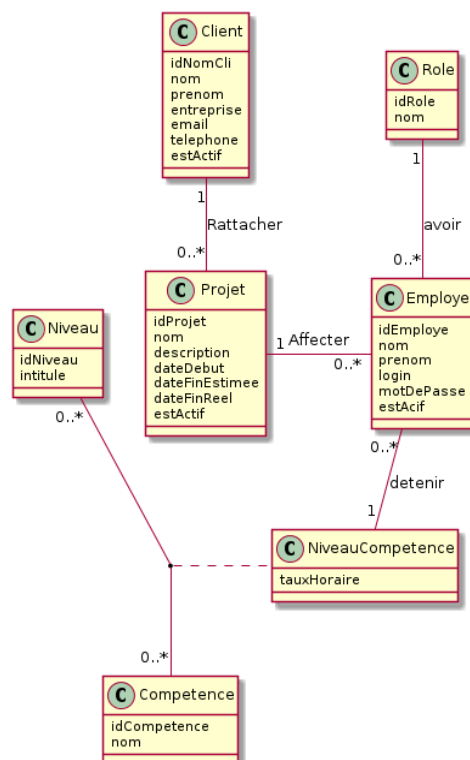 C Client
idNomCli
nom
prenom
entreprise
email
telephone
estActif
C Role
idRole
nom
1
Rattacher
0..*
1
avoir
0..*
C Projet
idProjet
nom
description
dateDebut
dateFinEstimee
dateFinReel
estActif
1 Affecter
0..*
C Employe
idEmploye
nom
prenom
login
motDePasse
estAcif
C Niveau
idNiveau
intitule
0..*
0..*
detenir
1
C NiveauCompetence
tauxHoraire
0..*
C Competence
idCompetence
nom